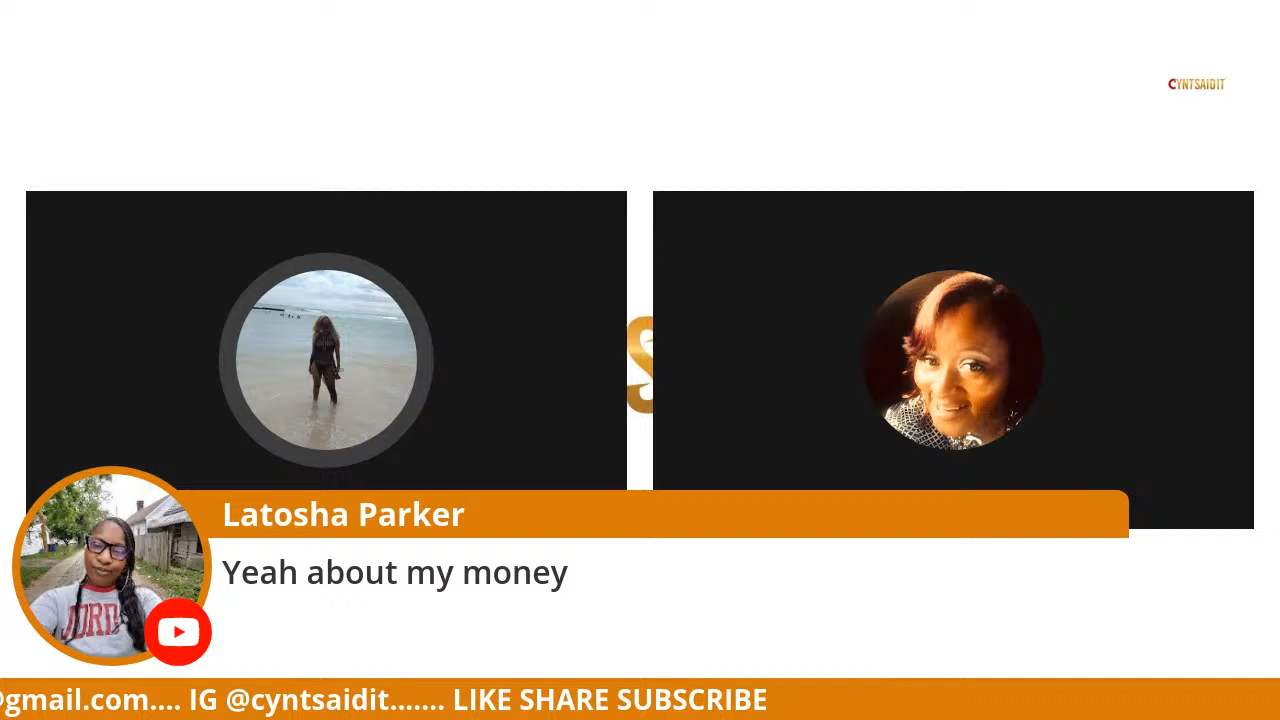 CYNTSAIDIT
S
Latosha Parker
Yeah about my money
@gmail.com.... IG @cyntsaidit....... LIKE SHARE SUBSCRIBE